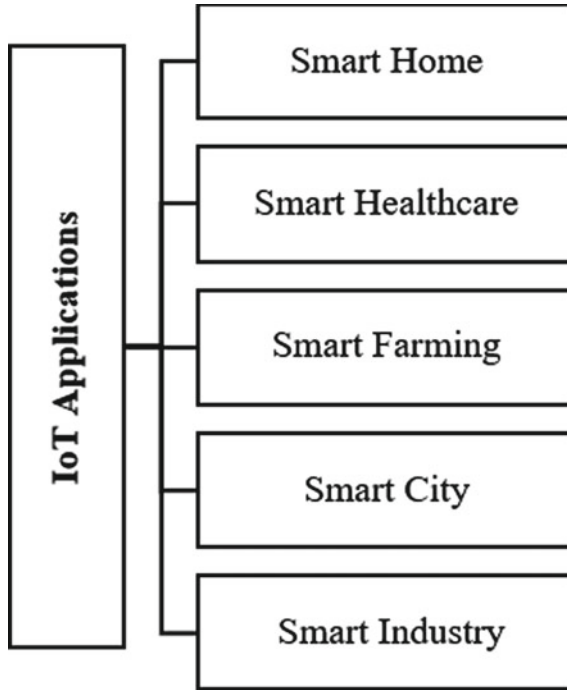 IoT Applications
Smart Home
Smart Healthcare
Smart Farming
Smart City
Smart Industry